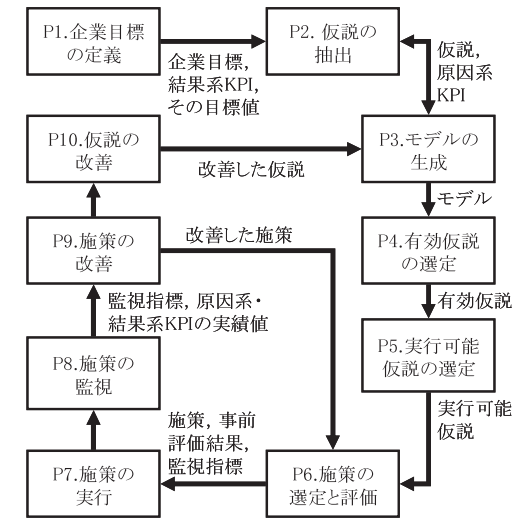 P1.企業目標
の定義
企業目標,
結果系KPI,
その目標値
P2. 仮説の
抽出
仮説,
原因系
KPI
P10.仮説の
改善
改善した仮説
P3.モデルの
生成
モデル
P9.施策の
改善
改善した施策
P4.有効仮説
の選定
有効仮説
監視指標, 原因系・
結果系KPIの実績値
P5.実行可能
仮説の選定
実行可能
仮説
P8.施策の
監視
施策, 事前
評価結果,
監視指標
P7.施策の
実行
P6.施策の
選定と評価